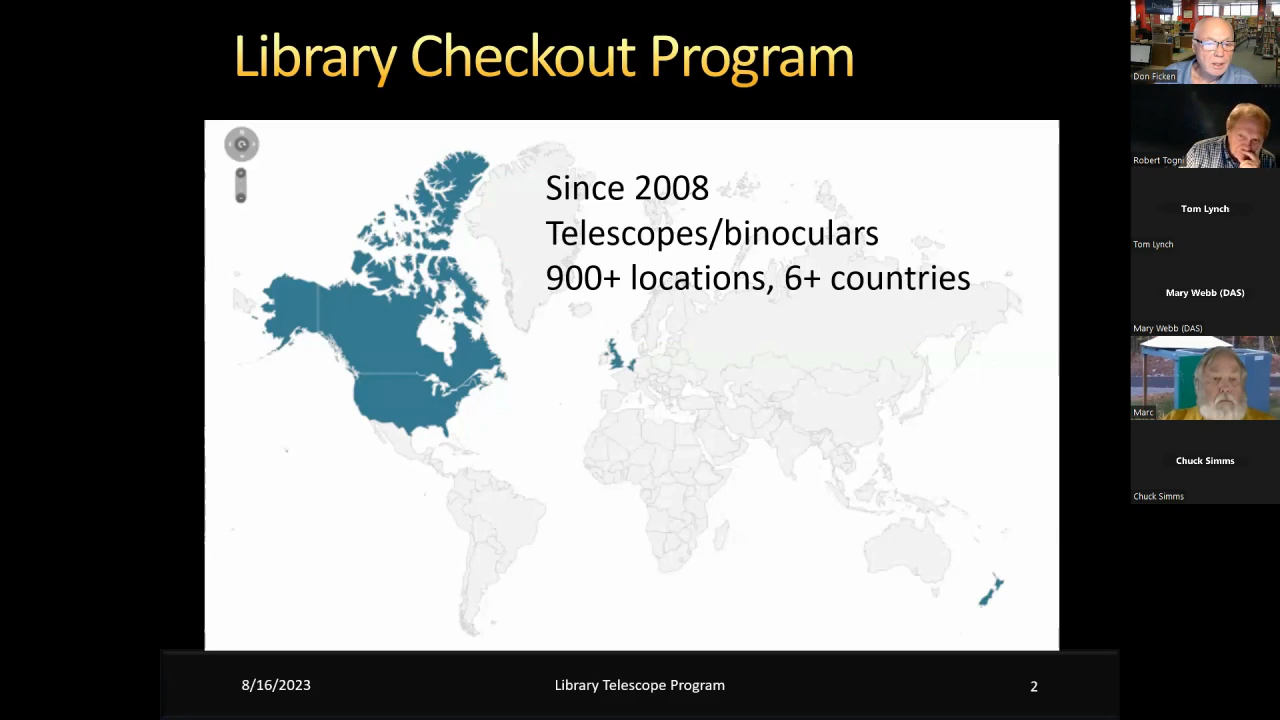 Library Checkout Program
Since 2008
Telescopes/binoculars
900+ locations, 6+ countries
8/16/2023
Library Telescope Program
2
Don Ficken
Robert Togni
Tom Lynch
Tom Lynch
Mary Webb (DAS)
Mary Webb (DAS)
Marc
Chuck Simms
Chuck Simms